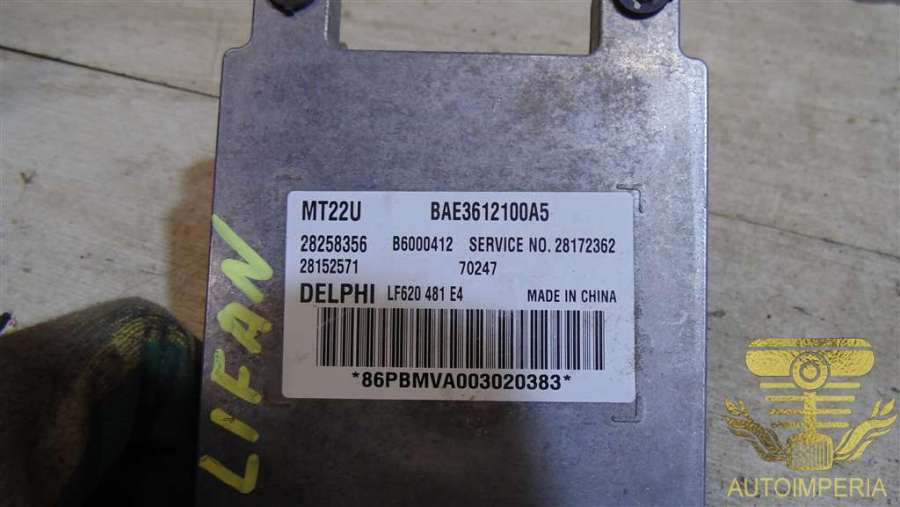 MT22U BAE3612100A5
28258356 B6000412 SERVICE NO. 28172362
28152571 70247
DELPHI LF620 481 E4 MADE IN CHINA
*86PBMVA003020383*
LIFAN
AUTOIMPERIA